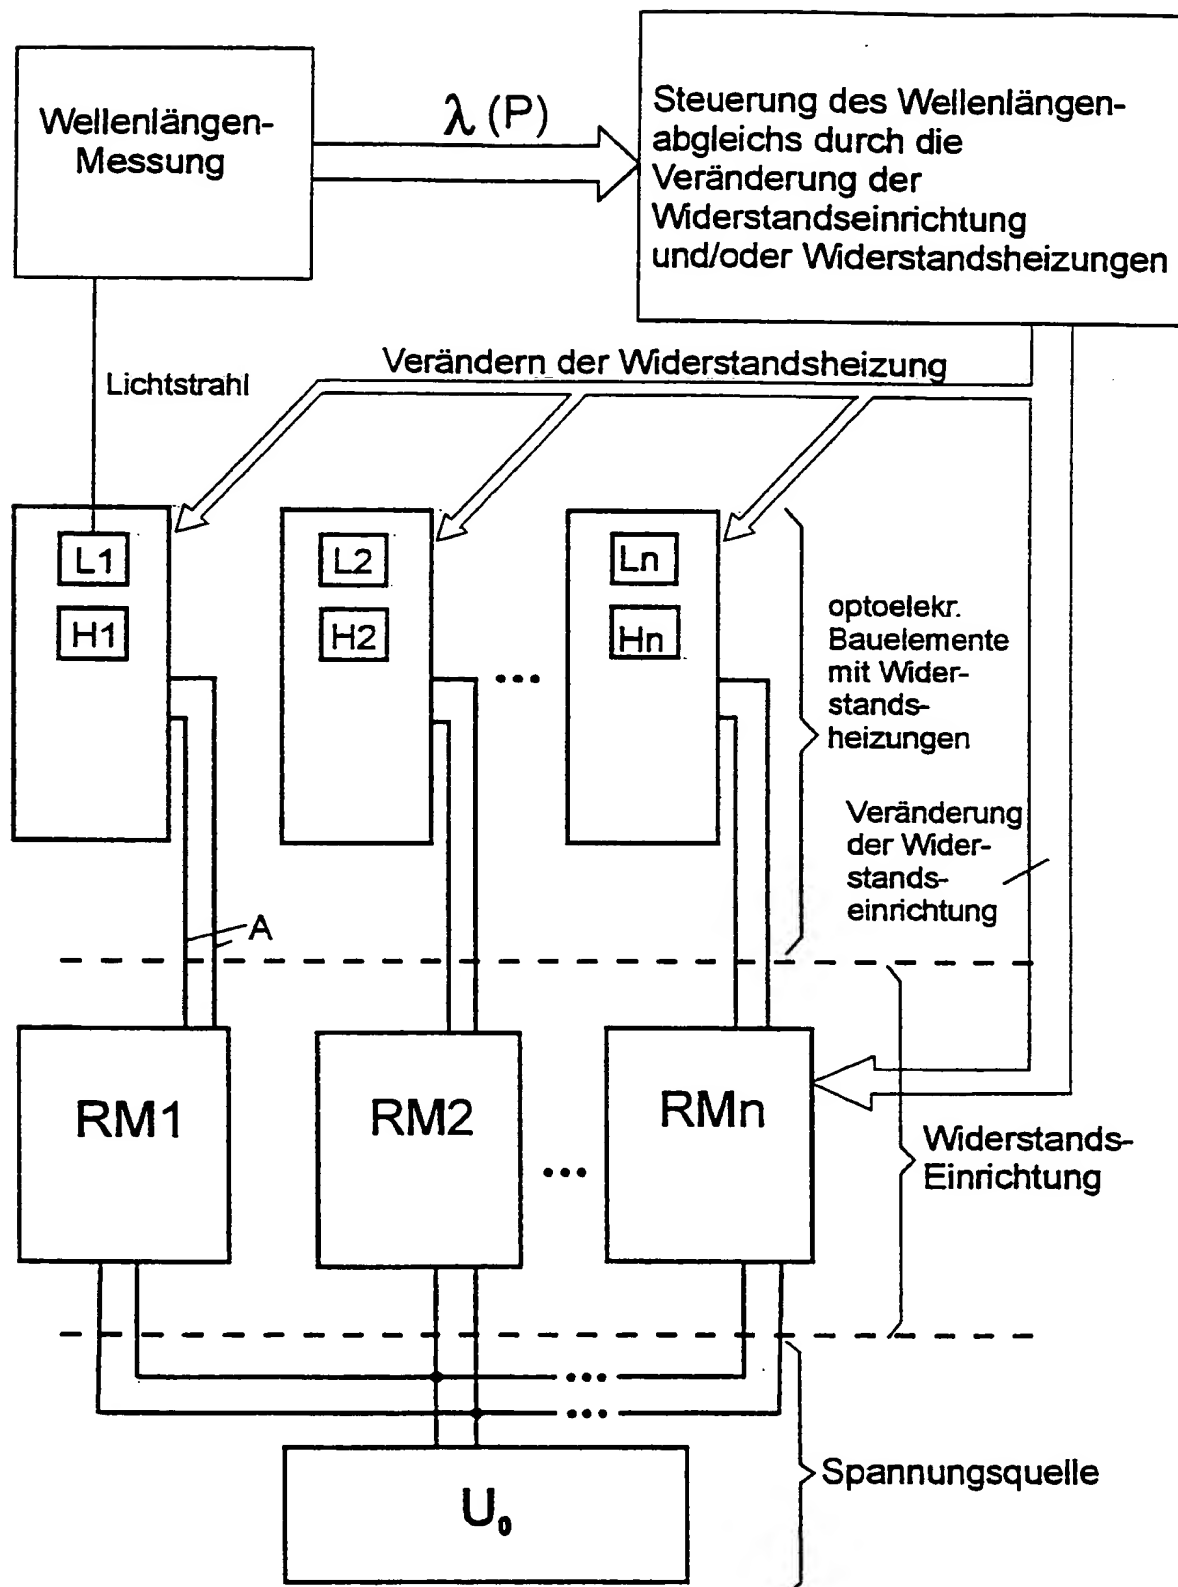 Wellenlängen-
Messung
λ (P)
Steuerung des Wellenlängen-
abgleichs durch die
Veränderung der
Widerstandseinrichtung
und/oder Widerstandsheizungen
Verändern der Widerstandsheizung
Lichtstrahl
L1
H1
L2
H2
...
Ln
Hn
optoelekr.
Bauelemente
mit Wider-
stands-
heizungen
Veränderung
der Wider-
stands-
einrichtung
A
RM1
RM2
...
RMn
Widerstands-
Einrichtung
...
...
Spannungsquelle
U₀